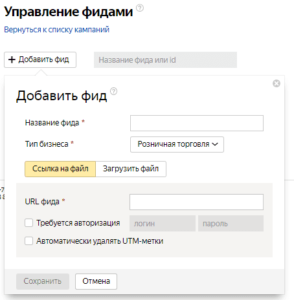 Управление фидами ?
Вернуться к списку кампаний
+ Добавить фид Название фида или id
Добавить фид ?
Название фида *
Тип бизнеса * Розничная торговля
Ссылка на файл Загрузить файл
URL фида *
Требуется авторизация логин пароль
Автоматически удалять UTM-метки
Сохранить Отмена